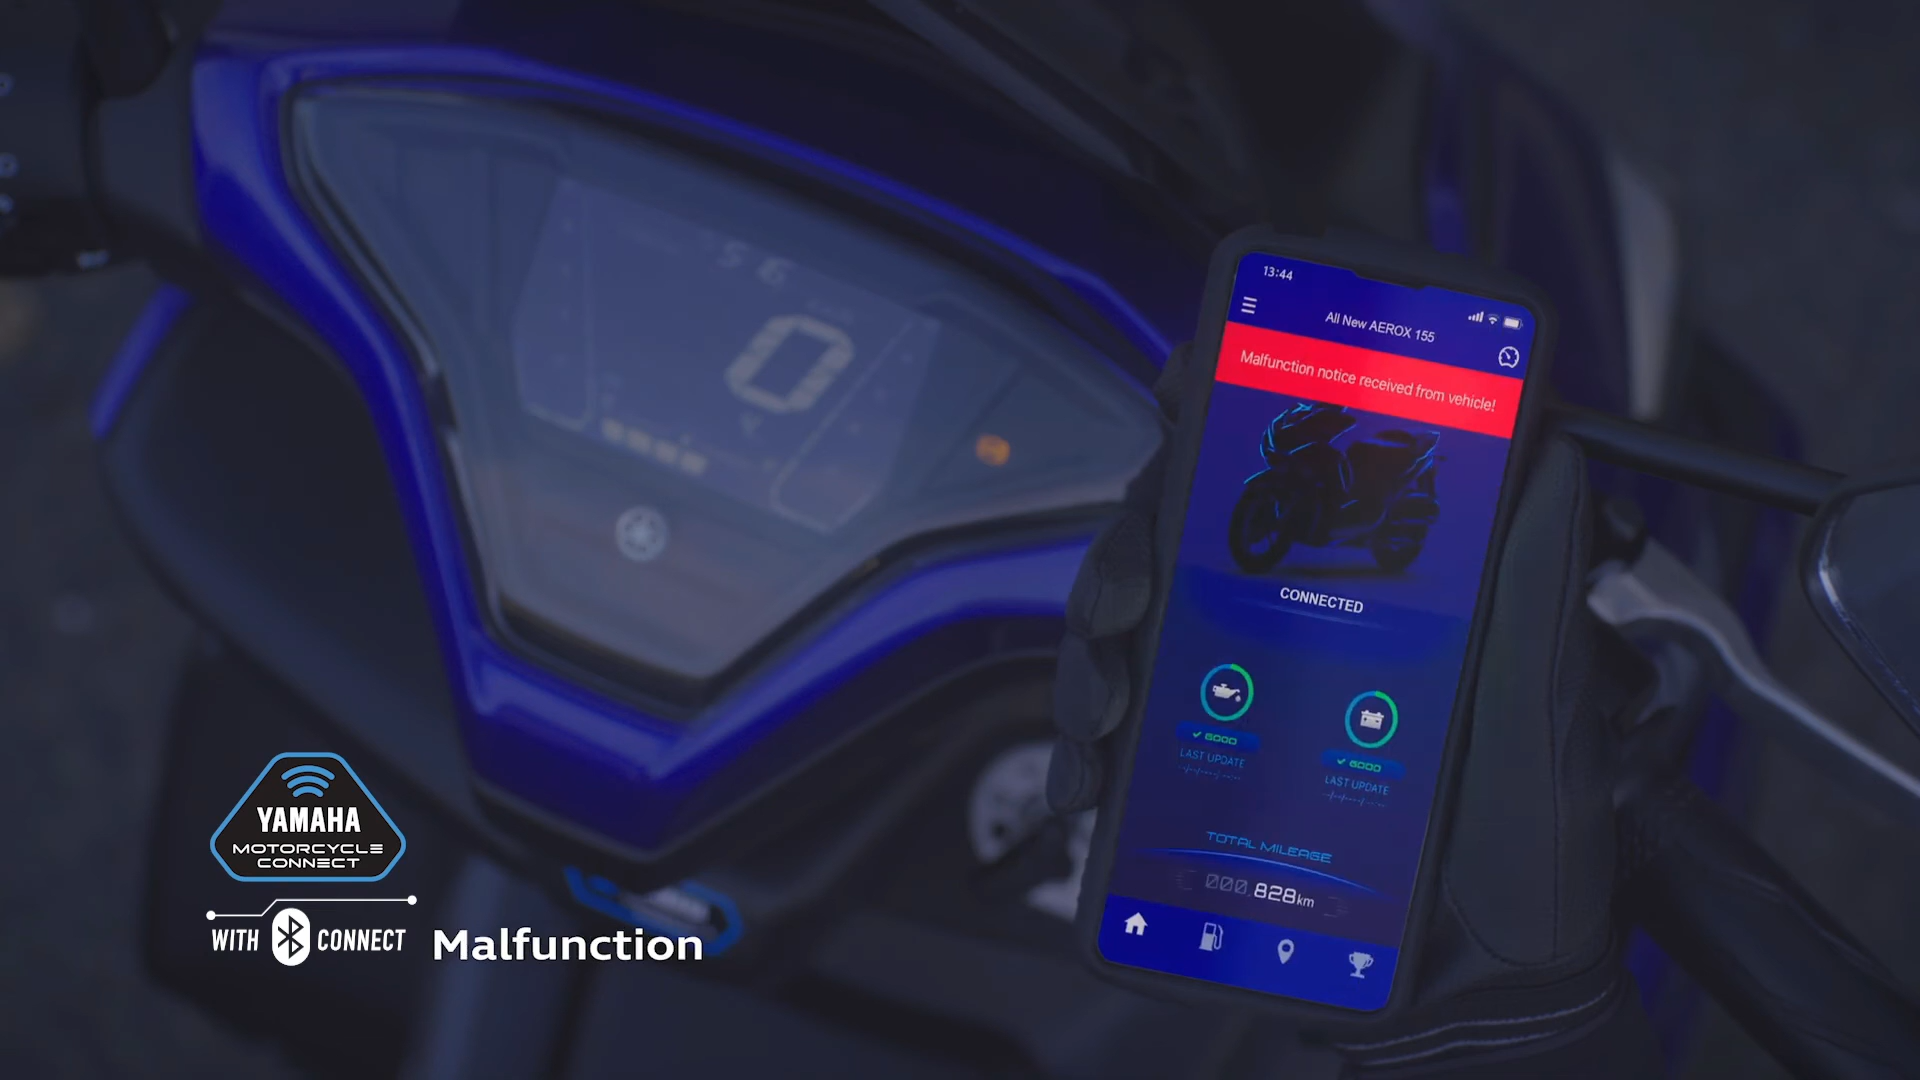 13:44
All New AEROX 155
Malfunction notice received from vehicle!
CONNECTED
GOOD
LAST UPDATE
GOOD
LAST UPDATE
TOTAL MILEAGE
000,828km
0
YAMAHA
MOTORCYCLE
CONNECT
WITH CONNECT
Malfunction